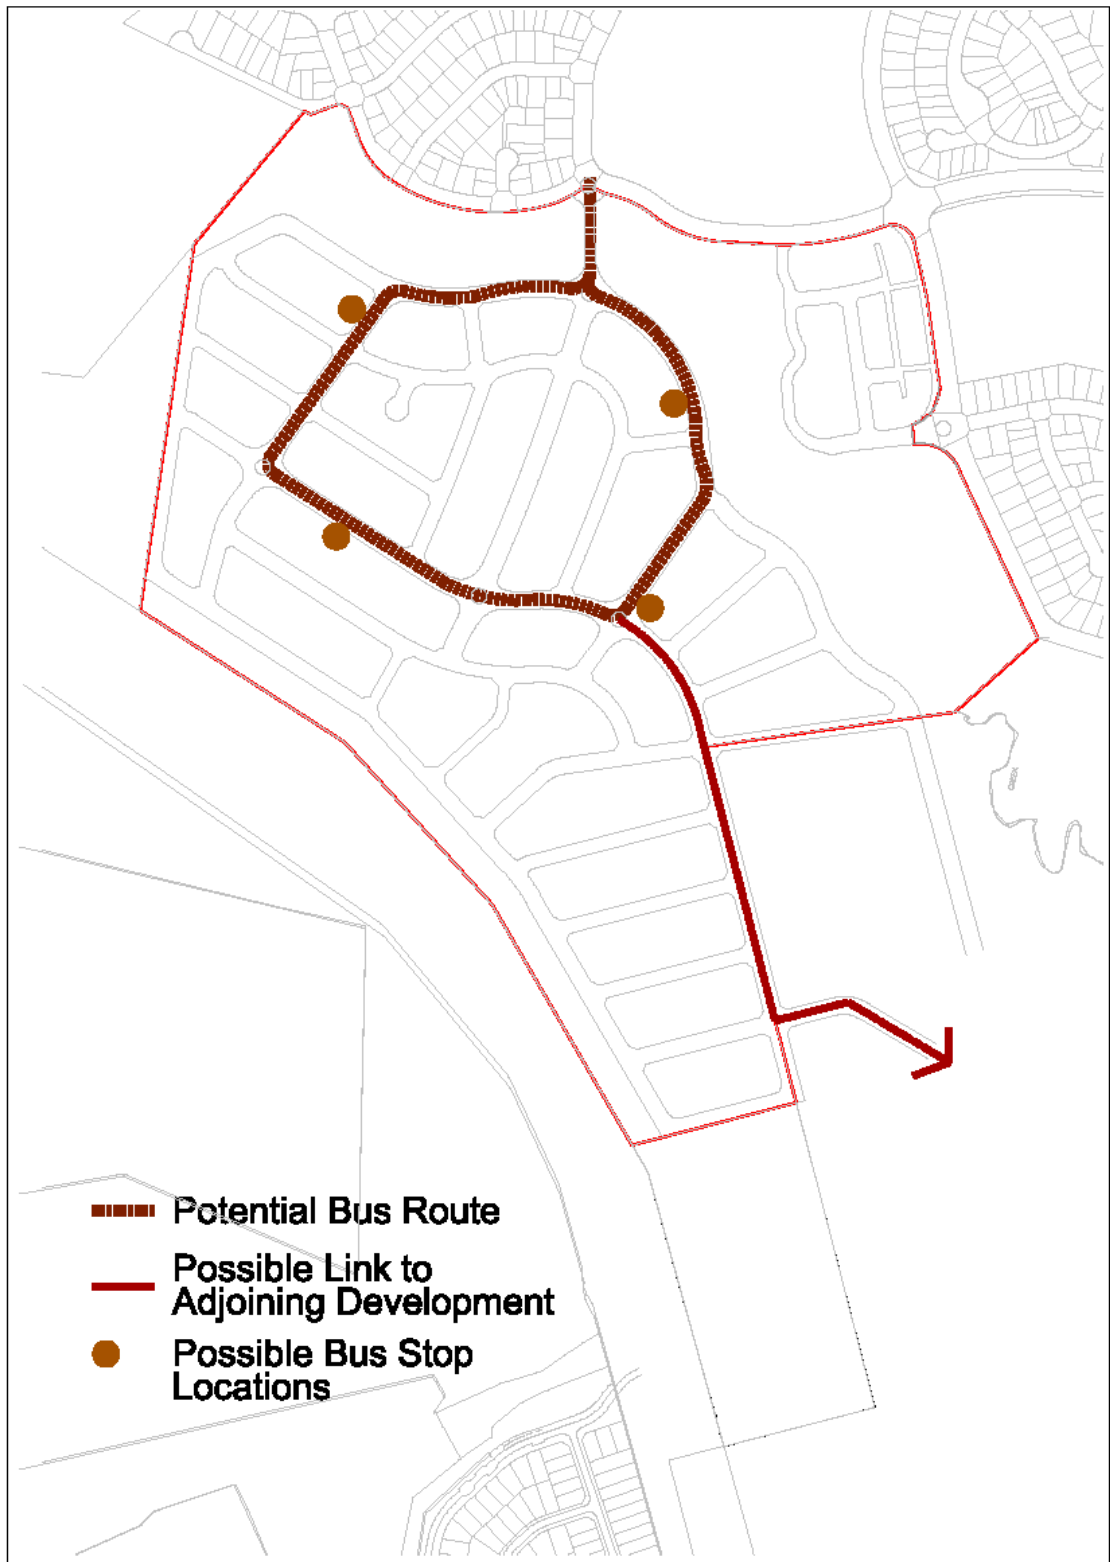 Potential Bus Route
Possible Link to
Adjoining Development
Possible Bus Stop
Locations